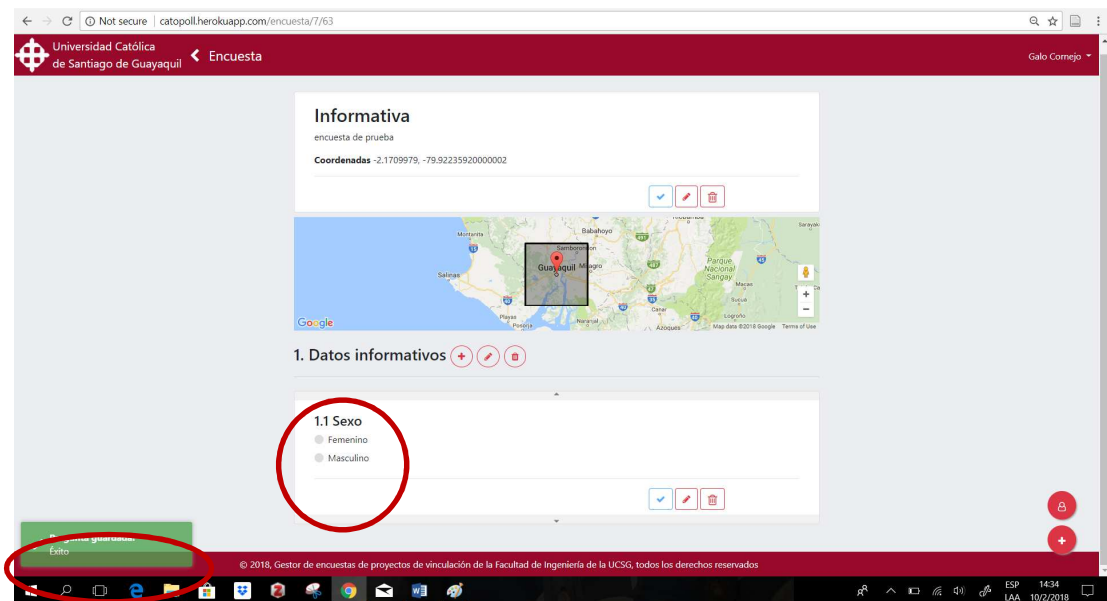 Not secure | catopoll.herokuapp.com/encuesta/7/63
Universidad Católica
de Santiago de Guayaquil
Encuesta
Galo Cornejo
Informativa
encuesta de prueba
Coordenadas -2.1709979, -79.92235920000002
Montanita
Babahoyo
Samborondon
Guayaquil
Milagro
Salinas
Parque
Nacional
Sangay
Macas
Sucua
Playas
Posorja
Naranjal
Cañar
Logroño
Azogues
Google
Map data ©2018 Google
Terms of Use
1. Datos informativos
1.1 Sexo
Femenino
Masculino
Pregunta guardada!
Éxito
© 2018, Gestor de encuestas de proyectos de vinculación de la Facultad de Ingeniería de la UCSG, todos los derechos reservados
ESP
14:34
LAA
10/2/2018